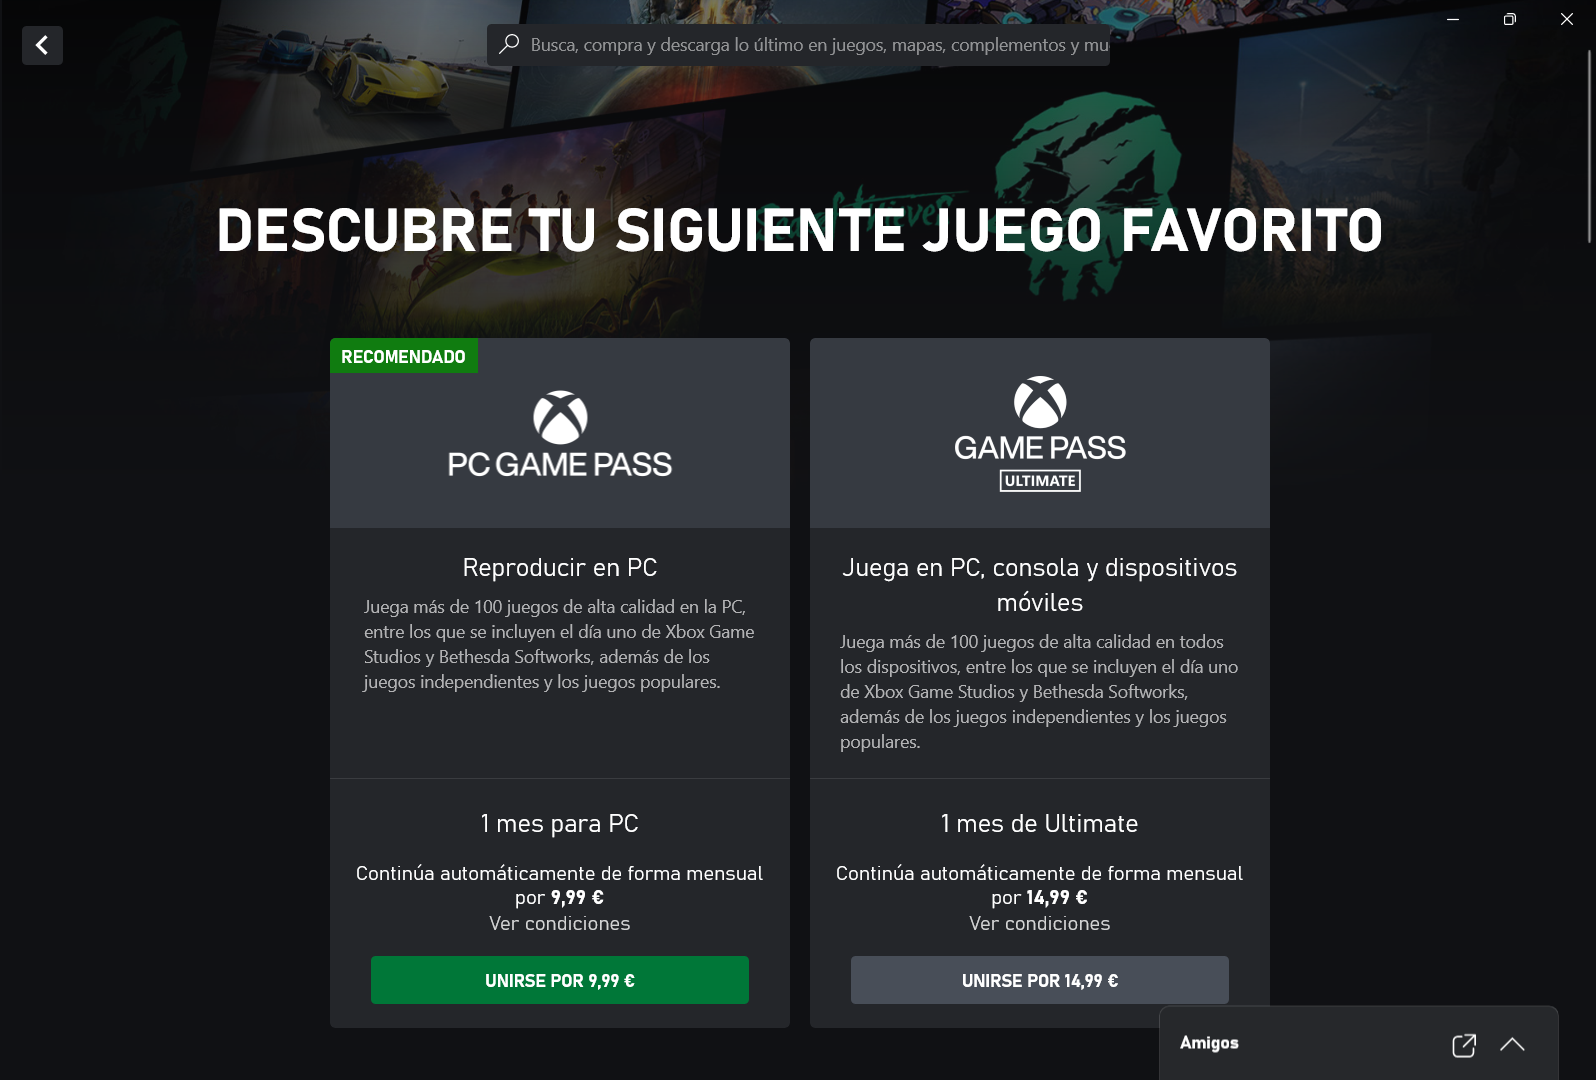 Busca, compra y descarga lo último en juegos, mapas, complementos y mu
DESCUBRE TU SIGUIENTE JUEGO FAVORITO
RECOMENDADO
PC GAME PASS
Reproducir en PC
Juega más de 100 juegos de alta calidad en la PC,
entre los que se incluyen el día uno de Xbox Game
Studios y Bethesda Softworks, además de los
juegos independientes y los juegos populares.
1 mes para PC
Continúa automáticamente de forma mensual
por 9,99 €
Ver condiciones
UNIRSE POR 9,99 €
GAME PASS
ULTIMATE
Juega en PC, consola y dispositivos
móviles
Juega más de 100 juegos de alta calidad en todos
los dispositivos, entre los que se incluyen el día uno
de Xbox Game Studios y Bethesda Softworks,
además de los juegos independientes y los juegos
populares.
1 mes de Ultimate
Continúa automáticamente de forma mensual
por 14,99 €
Ver condiciones
UNIRSE POR 14,99 €
Amigos